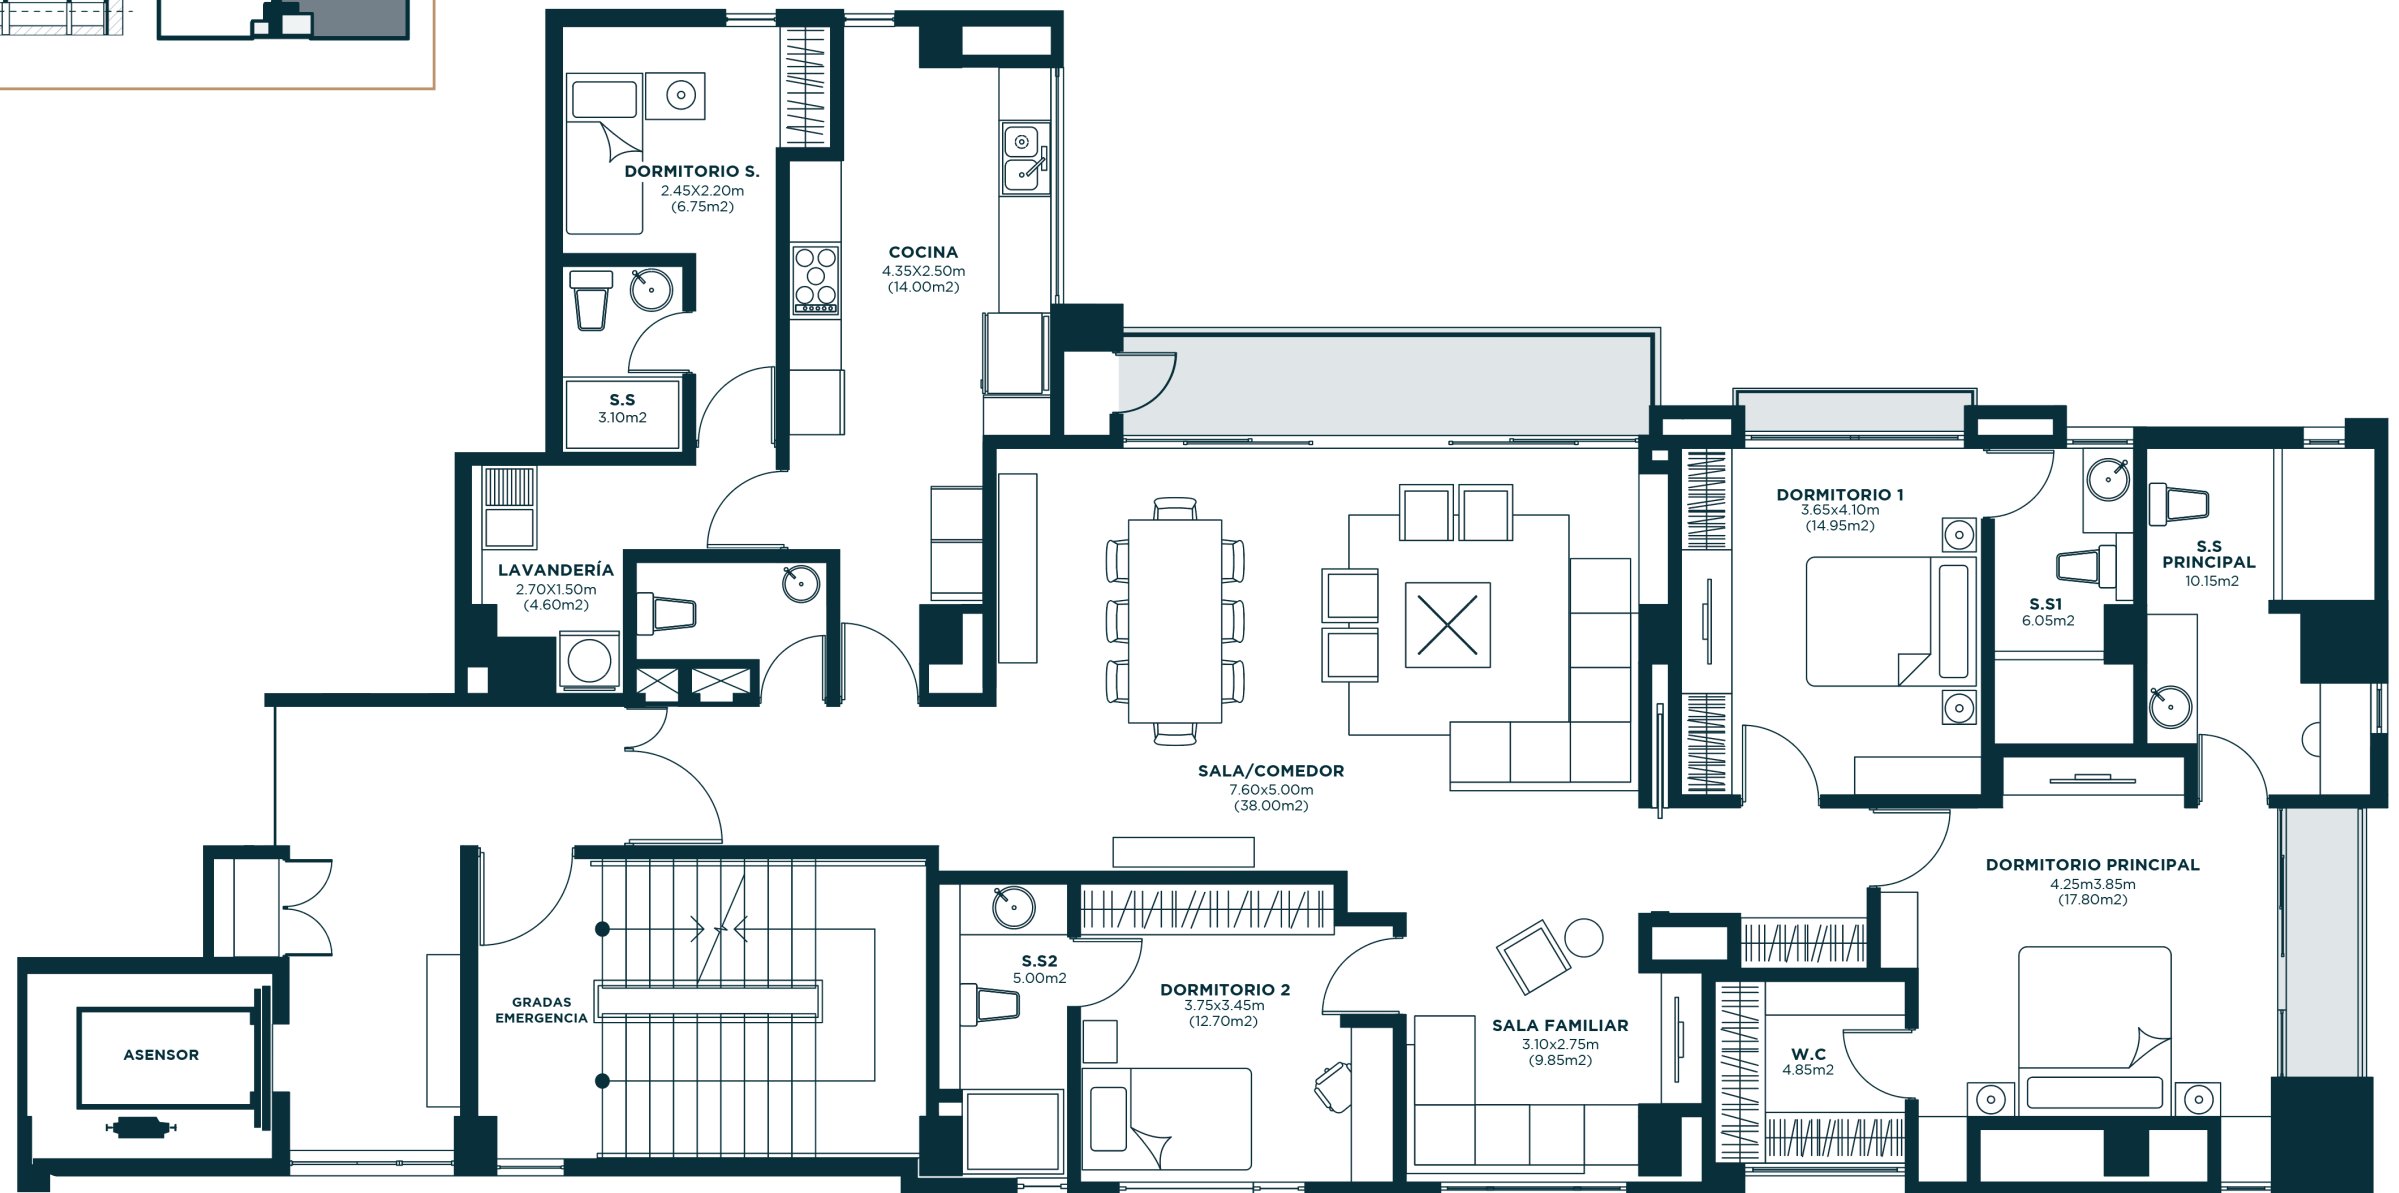 DORMITORIO S.
2.45X2.20m
(6.75m2)
COCINA
4.35X2.50m
(14.00m2)
S.S
3.10m2
LAVANDERÍA
2.70X1.50m
(4.60m2)
DORMITORIO 1
3.65x4.10m
(14.95m2)
S.S
PRINCIPAL
10.15m2
S.S1
6.05m2
SALA/COMEDOR
7.60x5.00m
(38.00m2)
DORMITORIO PRINCIPAL
4.25m3.85m
(17.80m2)
S.S2
5.00m2
DORMITORIO 2
3.75x3.45m
(12.70m2)
GRADAS
EMERGENCIA
SALA FAMILIAR
3.10x2.75m
(9.85m2)
ASENSOR
W.C
4.85m2